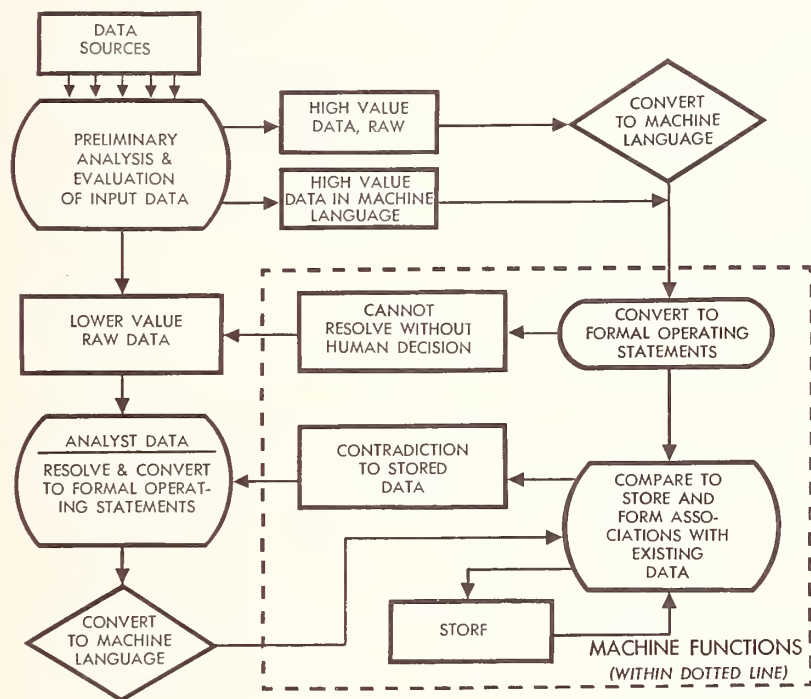 DATA
SOURCES
PRELIMINARY
ANALYSIS &
EVALUATION
OF INPUT DATA
HIGH VALUE
DATA, RAW
CONVERT
TO MACHINE
LANGUAGE
HIGH VALUE
DATA IN MACHINE
LANGUAGE
LOWER VALUE
RAW DATA
CANNOT
RESOLVE WITHOUT
HUMAN DECISION
CONVERT TO
FORMAL OPERATING
STATEMENTS
ANALYST DATA
RESOLVE & CONVERT
TO FORMAL OPERAT-
ING STATEMENTS
CONTRADICTION
TO STORED
DATA
COMPARE TO
STORE AND
FORM ASSO-
CIATIONS WITH
EXISTING
DATA
CONVERT
TO MACHINE
LANGUAGE
STORF
MACHINE FUNCTIONS
(WITHIN DOTTED LINE)